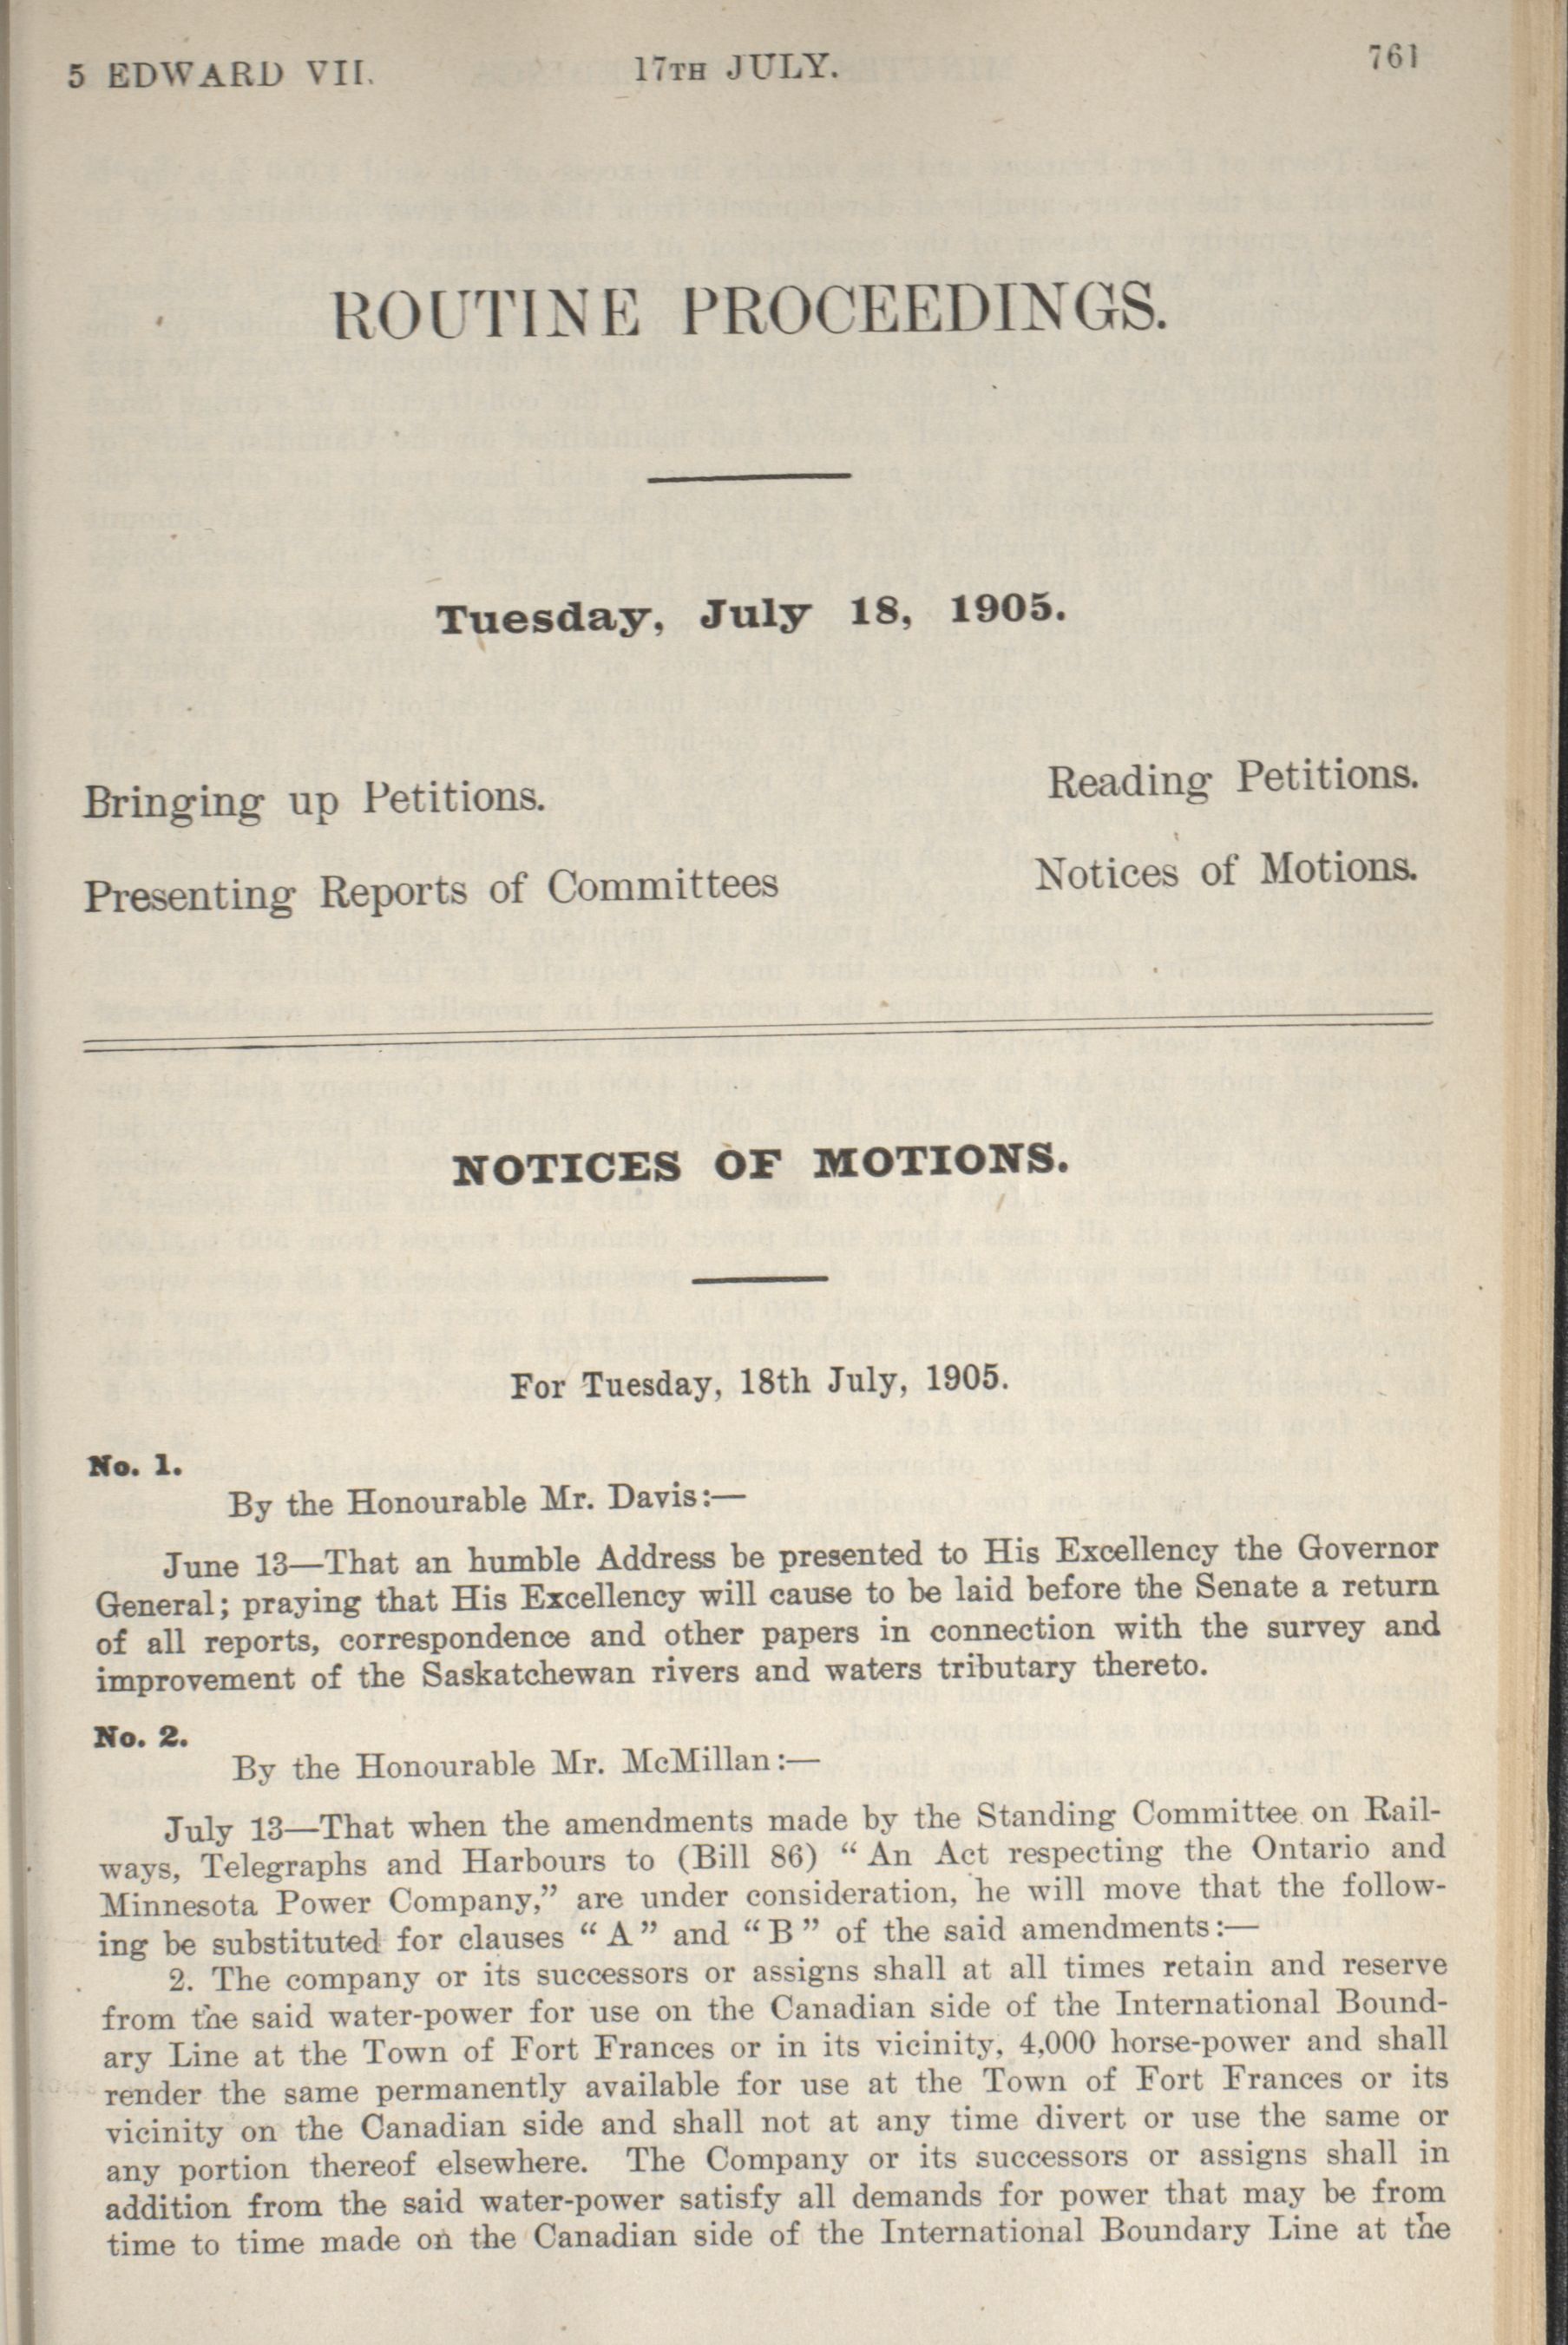 5 EDWARD VII. 17TH JULY. 761
ROUTINE PROCEEDINGS.
Tuesday, July 18, 1905.
Bringing up Petitions. Reading Petitions.
Presenting Reports of Committees Notices of Motions.
NOTICES OF MOTIONS.
For Tuesday, 18th July, 1905.
No. 1.
By the Honourable Mr. Davis:—
June 13—That an humble Address be presented to His Excellency the Governor
General; praying that His Excellency will cause to be laid before the Senate a return
of all reports, correspondence and other papers in connection with the survey and
improvement of the Saskatchewan rivers and waters tributary thereto.
No. 2.
By the Honourable Mr. McMillan:—
July 13—That when the amendments made by the Standing Committee on Rail-
ways, Telegraphs and Harbours to (Bill 86) “An Act respecting the Ontario and
Minnesota Power Company,” are under consideration, he will move that the follow-
ing be substituted for clauses “A” and “B” of the said amendments:—
2. The company or its successors or assigns shall at all times retain and reserve
from the said water-power for use on the Canadian side of the International Bound-
ary Line at the Town of Fort Frances or in its vicinity, 4,000 horse-power and shall
render the same permanently available for use at the Town of Fort Frances or its
vicinity on the Canadian side and shall not at any time divert or use the same or
any portion thereof elsewhere. The Company or its successors or assigns shall in
addition from the said water-power satisfy all demands for power that may be from
time to time made on the Canadian side of the International Boundary Line at the